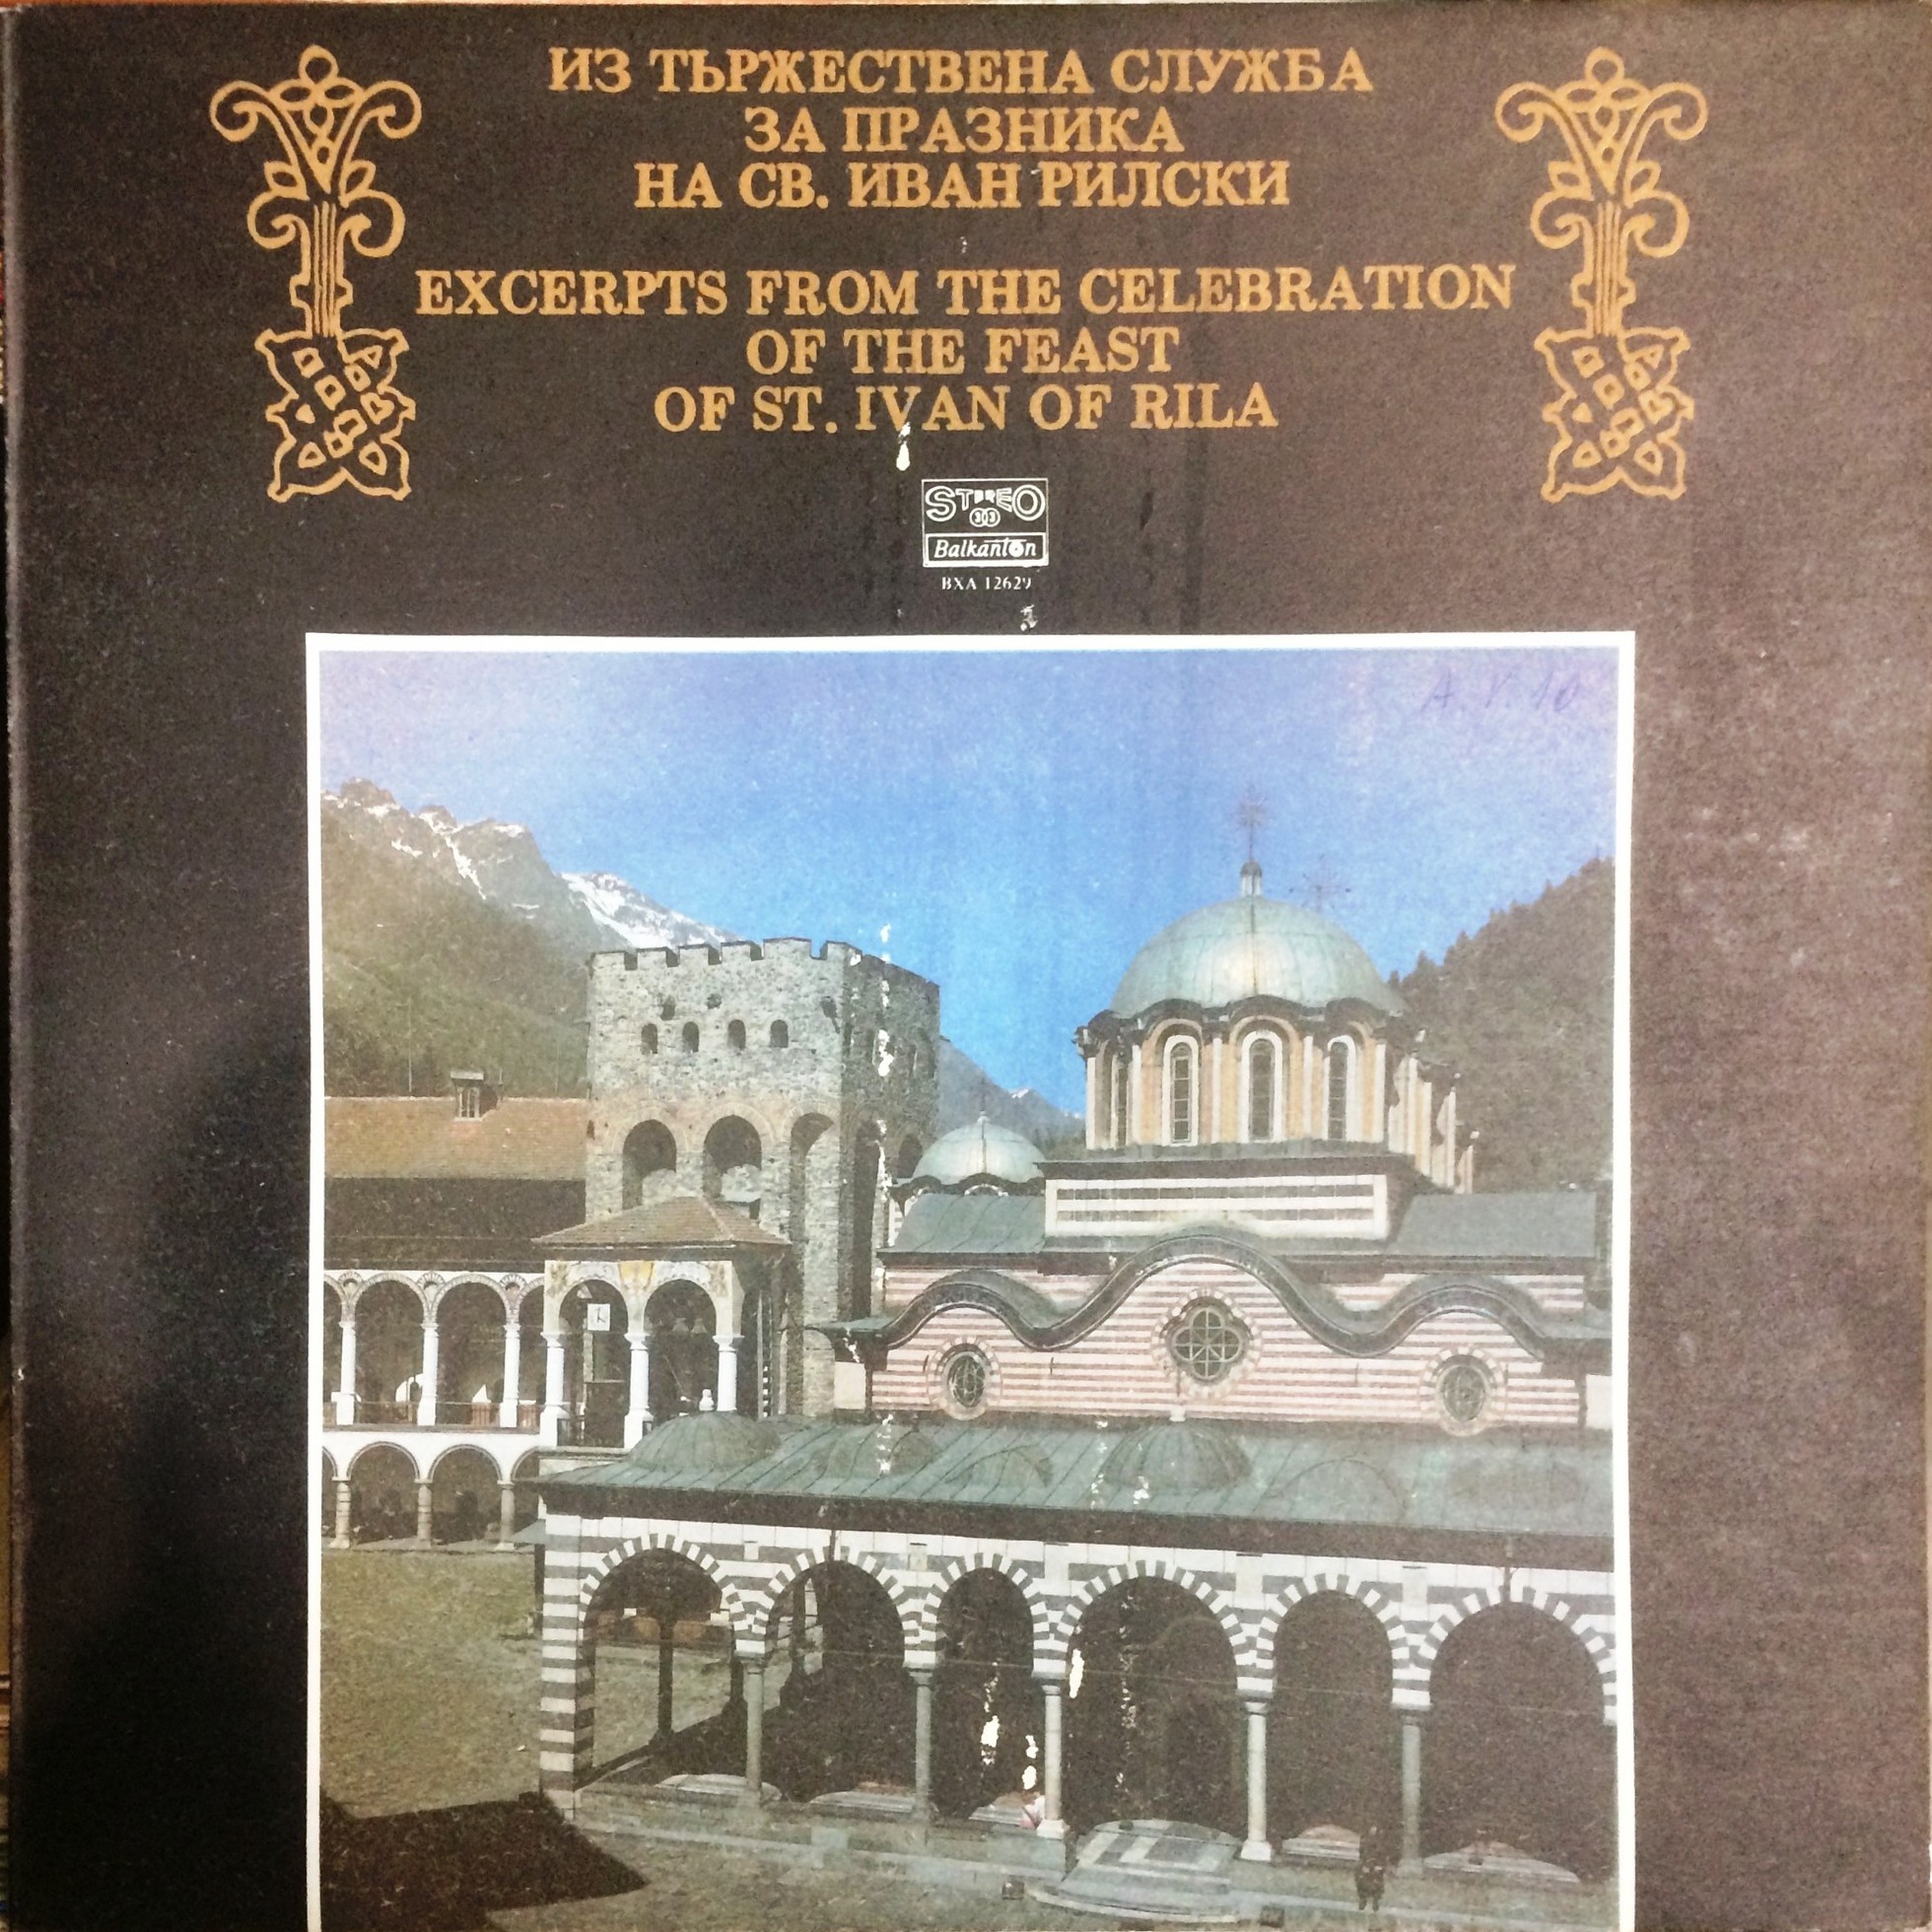 ИЗ ТЪРЖЕСТВЕНА СЛУЖБА
ЗА ПРАЗНИКА
НА СВ. ИВАН РИЛСКИ
EXCERPTS FROM THE CELEBRATION
OF THE FEAST
OF ST. IVAN OF RILA
STEREO
33
Balkanton
ВХА 12629